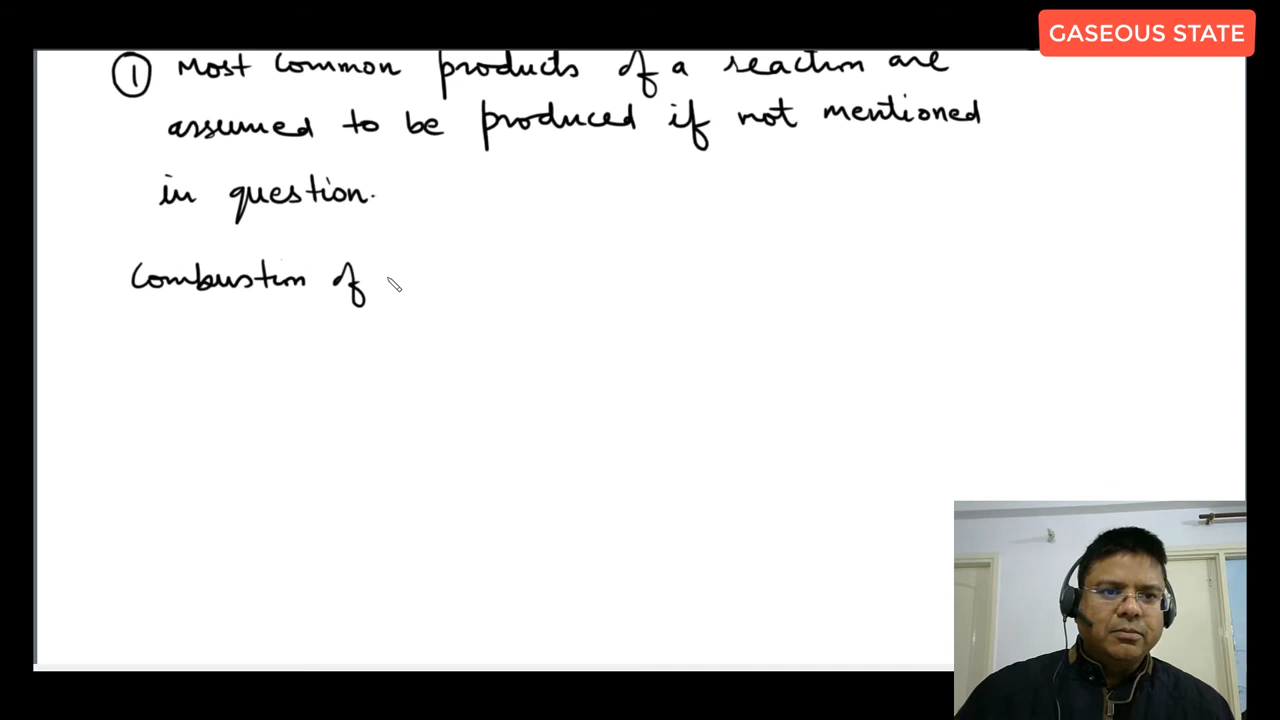 GASEOUS STATE
① Most Common products of a reaction are
assumed to be produced if not mentioned
in question.
Combustion of